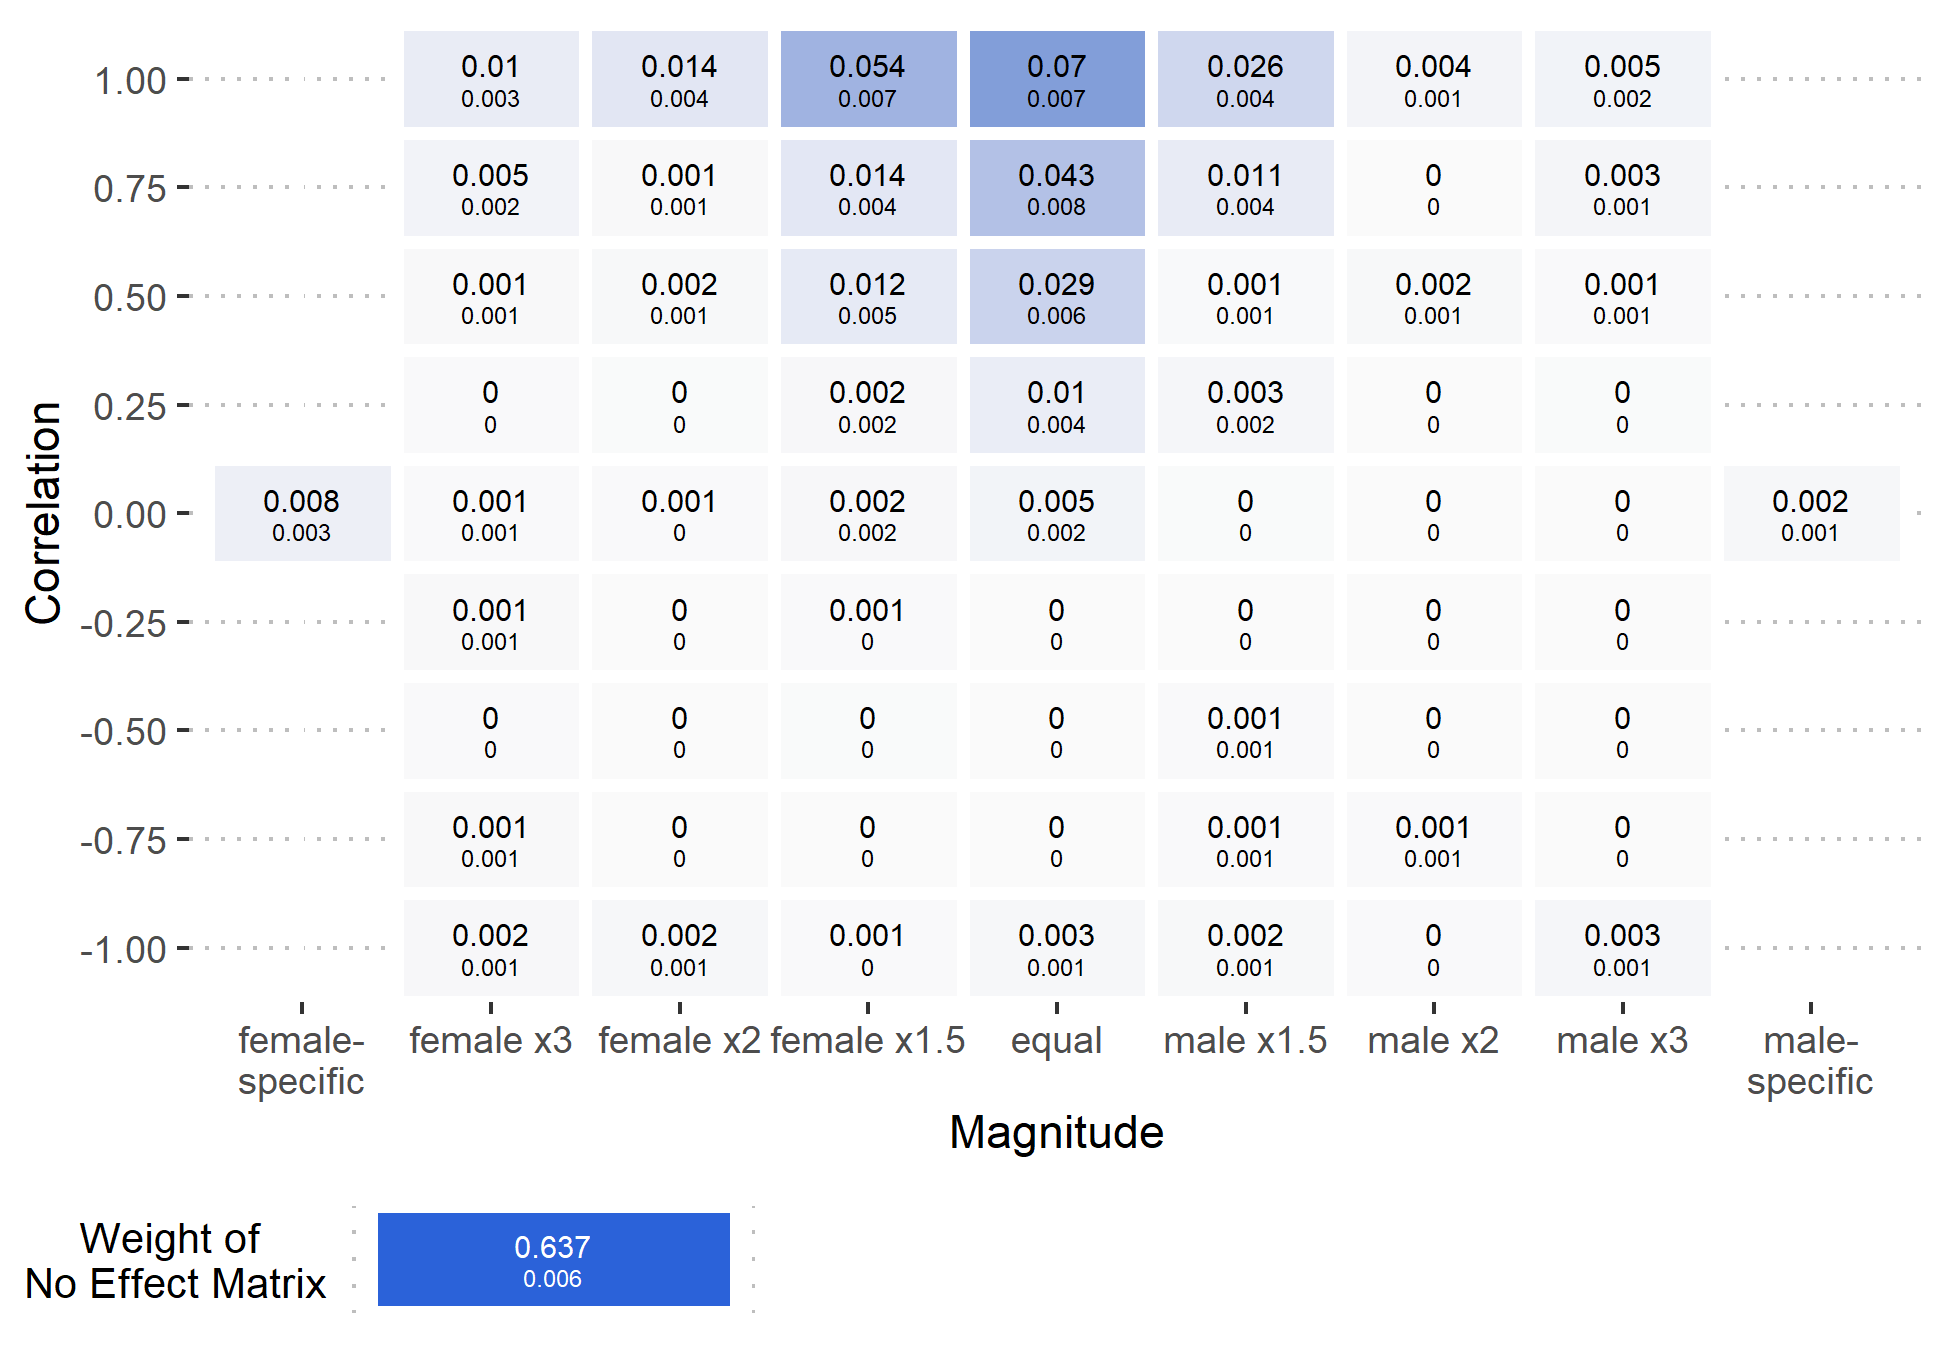 1.00
0.01 0.014 0.054 0.07 0.026 0.004 0.005
0.003 0.004 0.007 0.007 0.004 0.001 0.002
0.75
0.005 0.001 0.014 0.043 0.011 0 0.003
0.002 0.001 0.004 0.008 0.004 0 0.001
0.50
0.001 0.002 0.012 0.029 0.001 0.002 0.001
0.001 0.001 0.005 0.006 0.001 0.001 0.001
0.25
0 0 0.002 0.01 0.003 0 0
0 0 0.002 0.004 0.002 0 0
Correlation
0.00
0.008 0.001 0.001 0.002 0.005 0 0 0 0.002
0.003 0.001 0 0.002 0.002 0 0 0 0.001
-0.25
0.001 0 0.001 0 0 0 0
0.001 0 0 0 0 0 0
-0.50
0 0 0 0 0.001 0 0
0 0 0 0 0.001 0 0
-0.75
0.001 0 0 0 0.001 0.001 0
0.001 0 0 0 0.001 0.001 0
-1.00
0.002 0.002 0.001 0.003 0.002 0 0.003
0.001 0.001 0 0.001 0.001 0 0.001
female- female x3 female x2 female x1.5 equal male x1.5 male x2 male x3 male-
specific specific
Magnitude
Weight of
No Effect Matrix
0.637
0.006